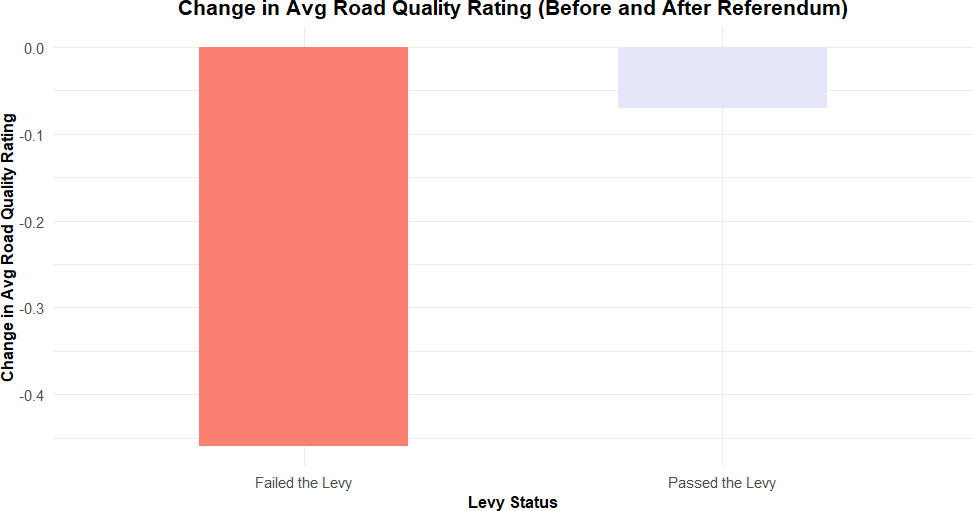 Change in Avg Road Quality Rating (Before and After Referendum)
Change in Avg Road Quality Rating
0.0
-0.1
-0.2
-0.3
-0.4
Failed the Levy
Passed the Levy
Levy Status